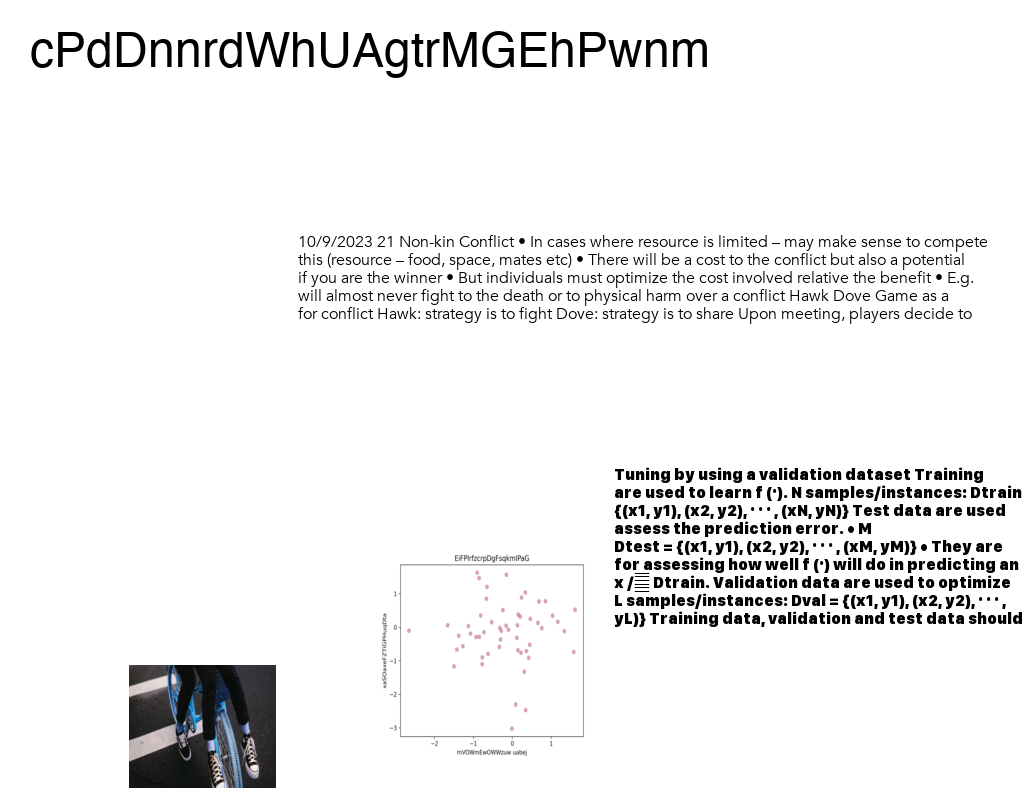 cPdDnnrdWhUAgtrMGEhPwnm
10/9/2023 21 Non-kin Conflict • In cases where resource is limited – may make sense to compete
this (resource – food, space, mates etc) • There will be a cost to the conflict but also a potential
if you are the winner • But individuals must optimize the cost involved relative the benefit • E.g.
will almost never fight to the death or to physical harm over a conflict Hawk Dove Game as a
for conflict Hawk: strategy is to fight Dove: strategy is to share Upon meeting, players decide to
Tuning by using a validation dataset Training
are used to learn f (·). N samples/instances: Dtrain
{(x1, y1), (x2, y2), · · · , (xN, yN)} Test data are used
assess the prediction error. • M
Dtest = {(x1, y1), (x2, y2), · · · , (xM, yM)} • They are
for assessing how well f (·) will do in predicting an
x / Dtrain. Validation data are used to optimize
L samples/instances: Dval = {(x1, y1), (x2, y2), · · · ,
yL)} Training data, validation and test data should
1
0
−1
−2
−3
−2 −1 0 1